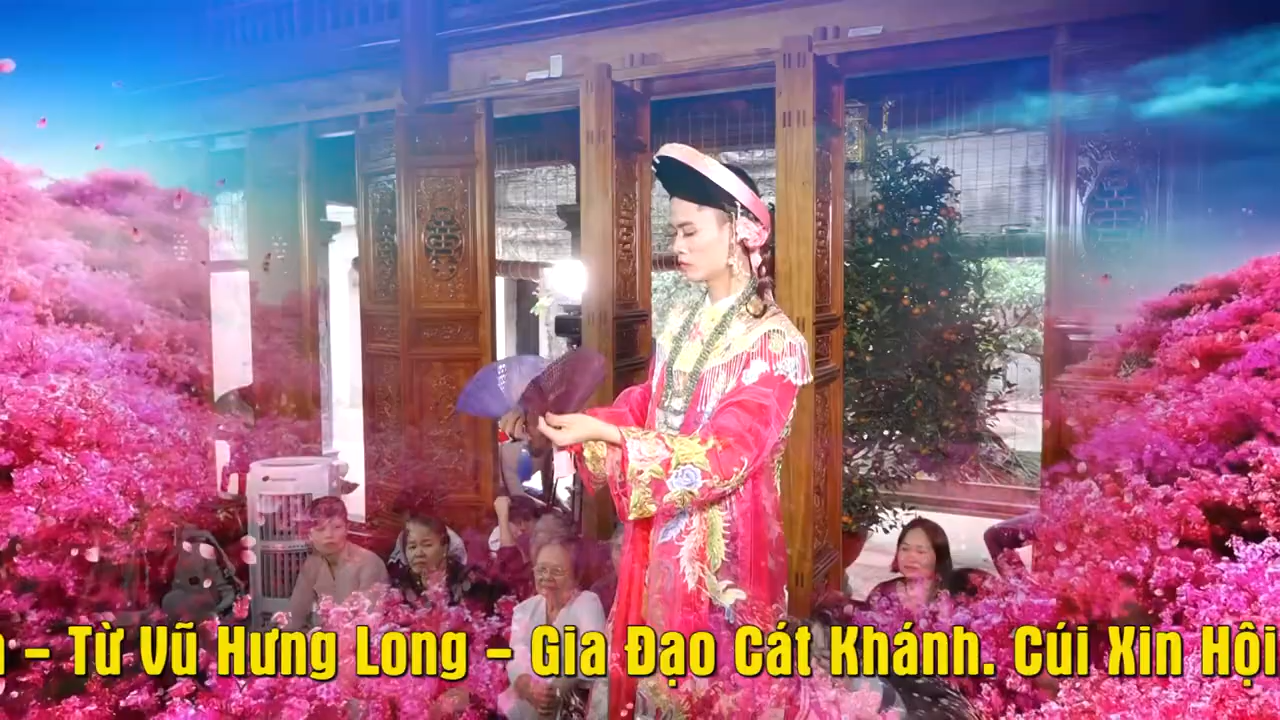 – Từ Vũ Hưng Long – Gia Đạo Cát Khánh. Cúi Xin Hội